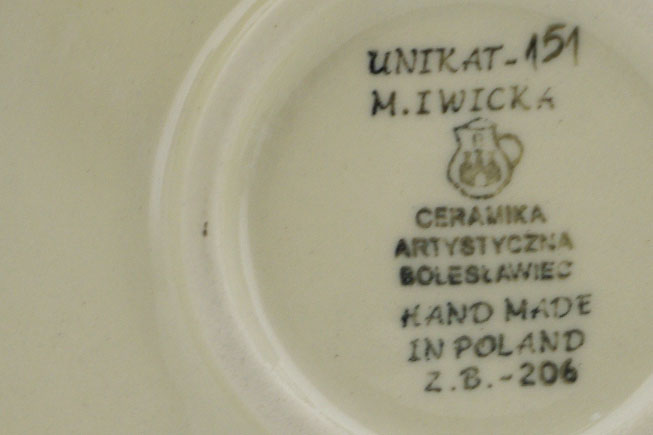 UNIKAT-151
M.IWICKA
CERAMIKA
ARTYSTYCZNA
BOLESŁAWIEC
HAND MADE
IN POLAND
Z.B.-206